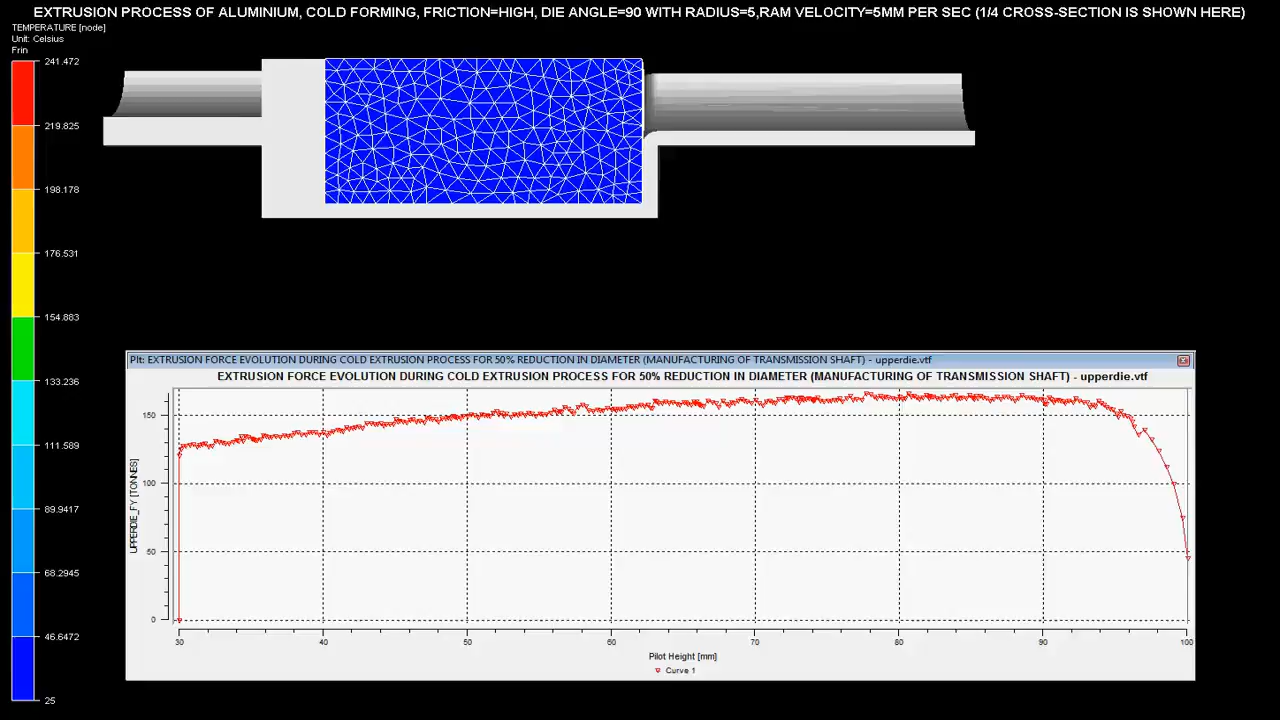 EXTRUSION PROCESS OF ALUMINIUM, COLD FORMING, FRICTION=HIGH, DIE ANGLE=90 WITH RADIUS=5,RAM VELOCITY=5MM PER SEC (1/4 CROSS-SECTION IS SHOWN HERE)
TEMPERATURE [node]
Unit: Celsius
Frin
241.472
219.825
198.178
176.531
154.883
133.236
111.589
89.9417
68.2945
46.6472
25
Plt: EXTRUSION FORCE EVOLUTION DURING COLD EXTRUSION PROCESS FOR 50% REDUCTION IN DIAMETER (MANUFACTURING OF TRANSMISSION SHAFT) - upperdie.vtf
EXTRUSION FORCE EVOLUTION DURING COLD EXTRUSION PROCESS FOR 50% REDUCTION IN DIAMETER (MANUFACTURING OF TRANSMISSION SHAFT) - upperdie.vtf
UPPERDIE_FY [TONNES]
150
100
50
0
30 40 50 60 70 80 90 100
Pilot Height [mm]
Curve 1